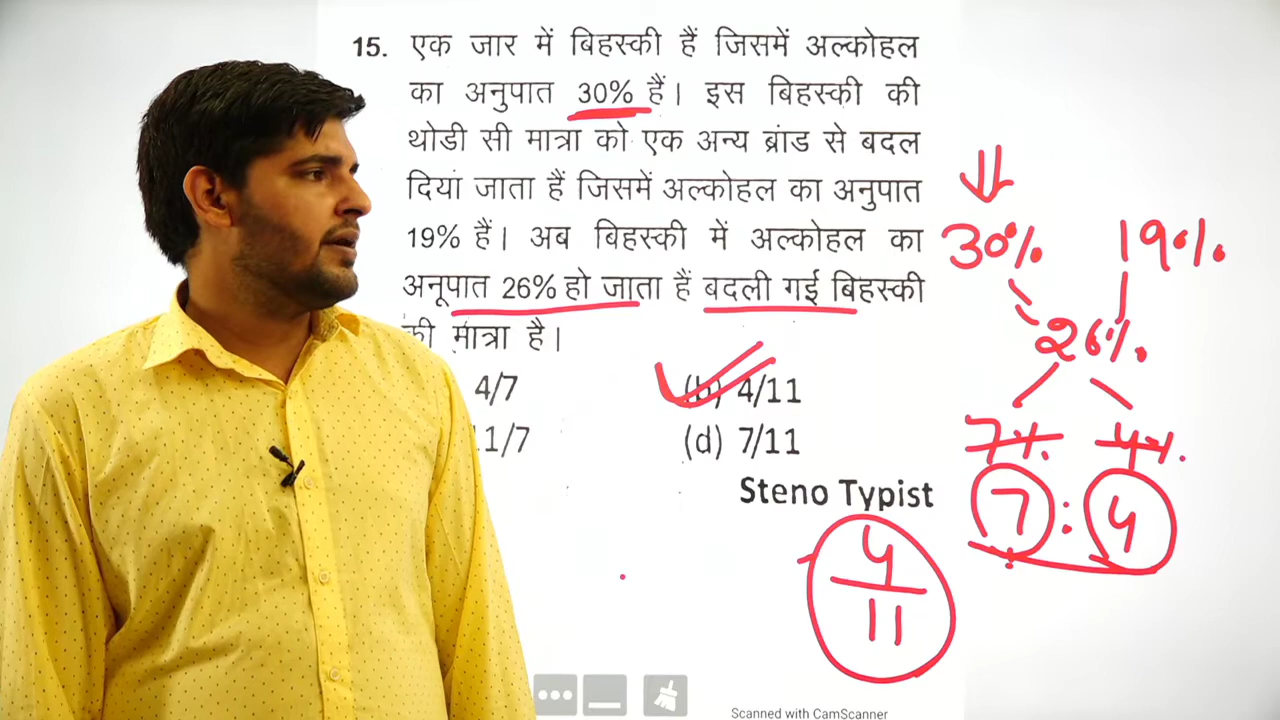 15. एक जार में बिहस्की हैं जिसमें अल्कोहल
का अनुपात 30% हैं। इस बिहस्की की
थोडी सी मात्रा को एक अन्य ब्रांड से बदल
दिया जाता हैं जिसमें अल्कोहल का अनुपात
19% हैं। अब बिहस्की में अल्कोहल का
अनूपात 26% हो जाता हैं बदली गई बिहस्की
की मात्रा है।
4/7 (b) 4/11
11/7 (d) 7/11
Steno Typist
30% 19%
26%
7% 4%
7 : 4
4
11
Scanned with CamScanner